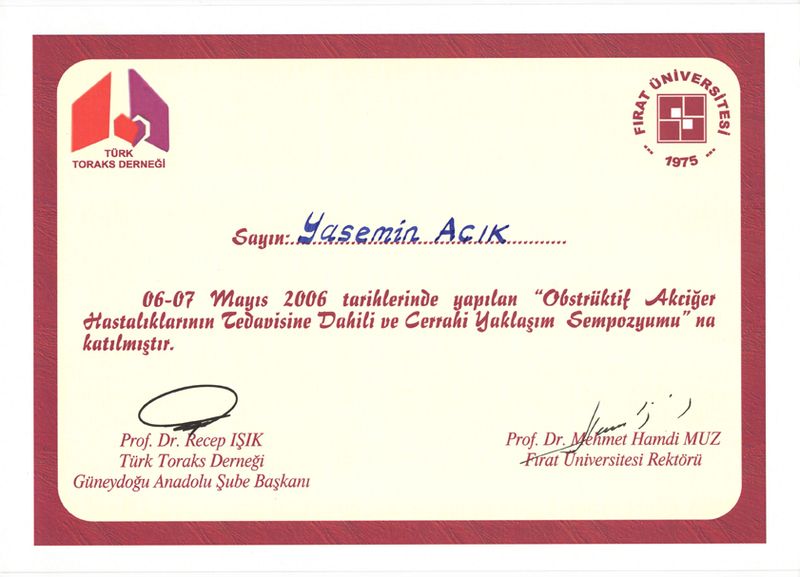 TÜRK
TORAKS DERNEĞİ
FIRAT ÜNİVERSİTESİ
1975
Sayın: Yasemin Acık
06-07 Mayıs 2006 tarihlerinde yapılan “Obstrüktif Akciğer
Hastalıklarının Tedavisine Dahili ve Cerrahi Yaklaşım Sempozyumu” na
katılmıştır.
Prof. Dr. Recep IŞIK
Türk Toraks Derneği
Güneydoğu Anadolu Şube Başkanı
Prof. Dr. Mehmet Hamdi MUZ
Fırat Üniversitesi Rektörü